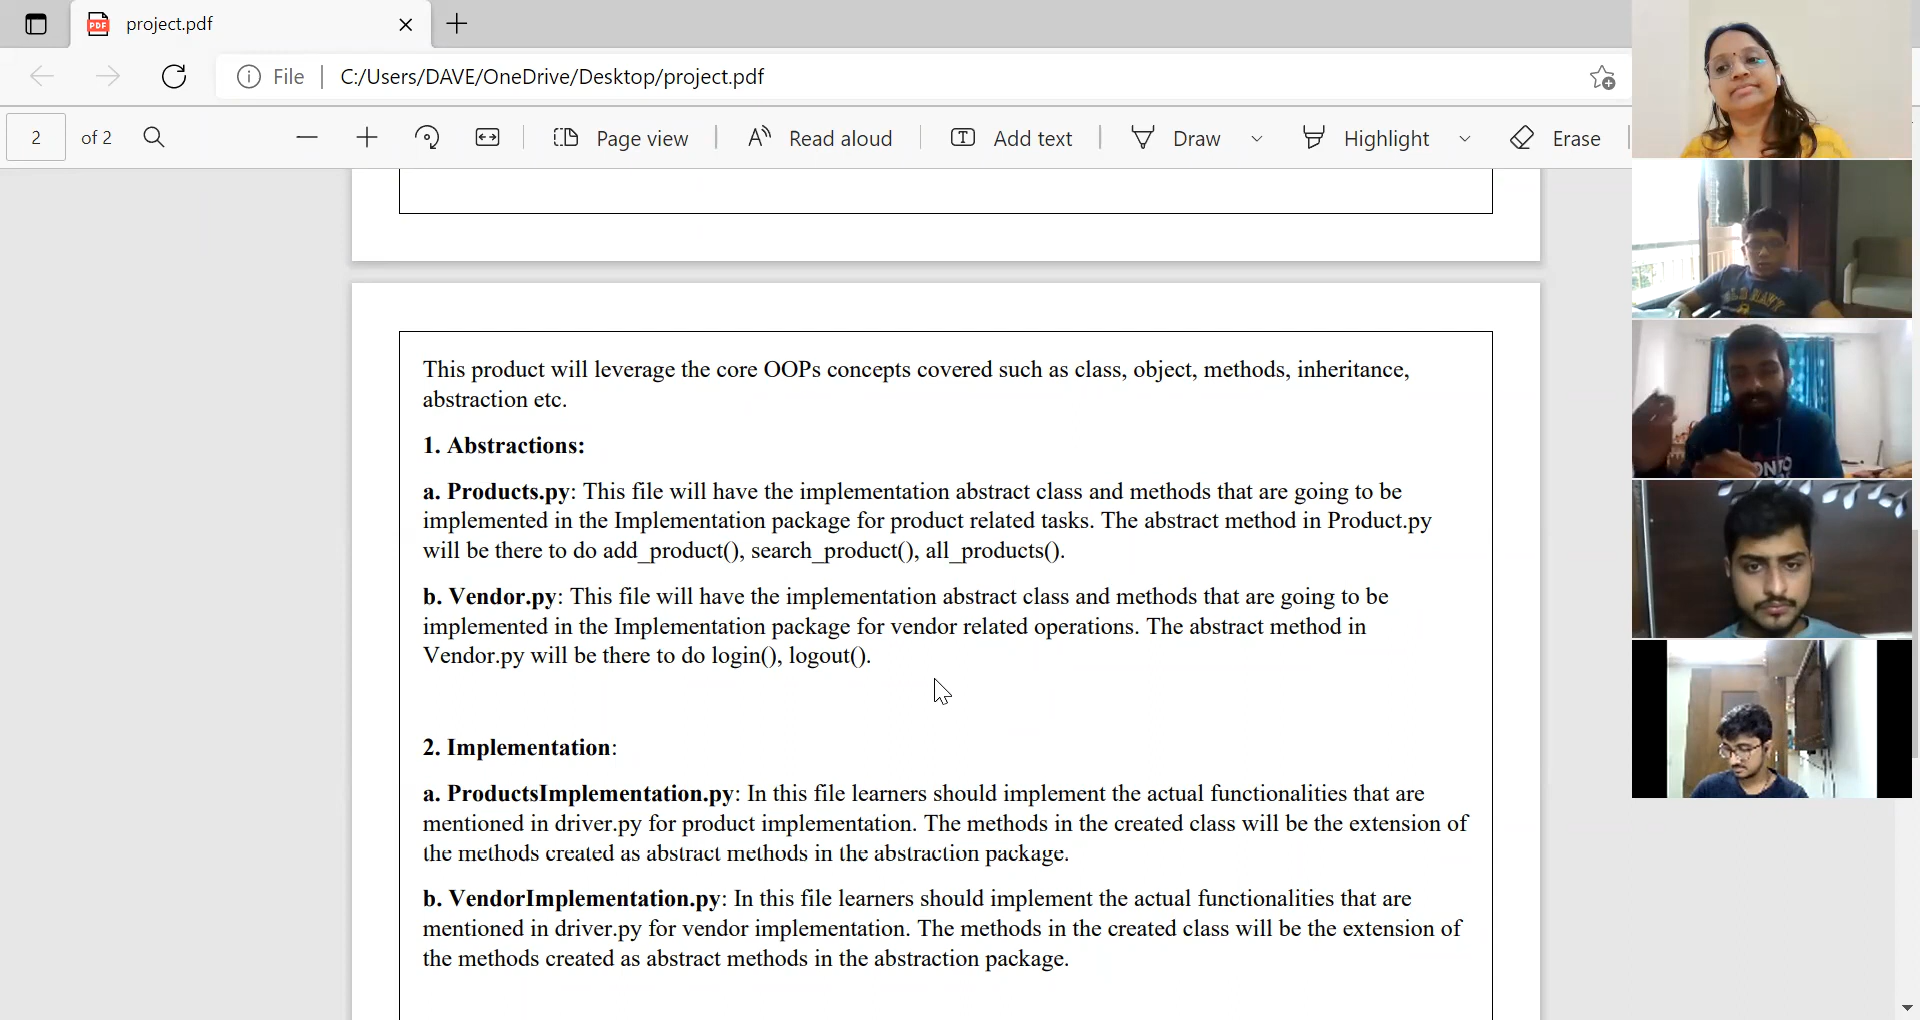 project.pdf
File
C:/Users/DAVE/OneDrive/Desktop/project.pdf
2 of 2
Page view
Read aloud
Add text
Draw
Highlight
Erase
This product will leverage the core OOPs concepts covered such as class, object, methods, inheritance,
abstraction etc.
1. Abstractions:
a. Products.py: This file will have the implementation abstract class and methods that are going to be
implemented in the Implementation package for product related tasks. The abstract method in Product.py
will be there to do add_product(), search_product(), all_products().
b. Vendor.py: This file will have the implementation abstract class and methods that are going to be
implemented in the Implementation package for vendor related operations. The abstract method in
Vendor.py will be there to do login(), logout().
2. Implementation:
a. ProductsImplementation.py: In this file learners should implement the actual functionalities that are
mentioned in driver.py for product implementation. The methods in the created class will be the extension of
the methods created as abstract methods in the abstraction package.
b. VendorImplementation.py: In this file learners should implement the actual functionalities that are
mentioned in driver.py for vendor implementation. The methods in the created class will be the extension of
the methods created as abstract methods in the abstraction package.